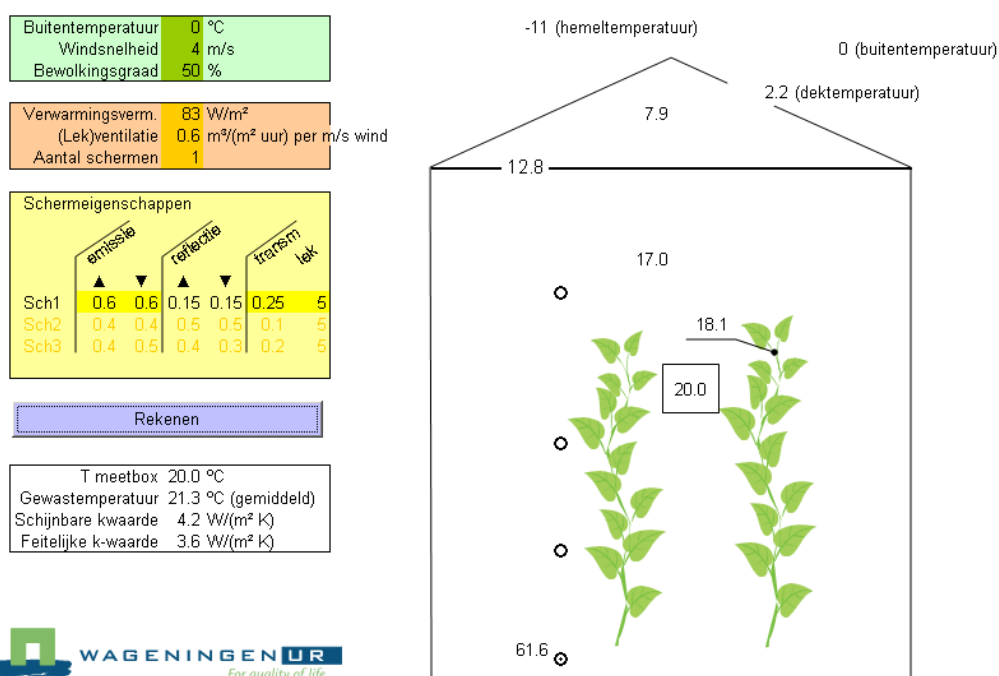 Buitentemperatuur 0 °C
Windsnelheid 4 m/s
Bewolkingsgraad 50 %
Verwarmingsverm. 83 W/m²
(Lek)ventilatie 0.6 m³/(m² uur) per m/s wind
Aantal schermen 1
Schermeigenschappen
emissie reflectie transm lek
▲ ▼ ▲ ▼
Sch1 0.6 0.6 0.15 0.15 0.25 5
Sch2 0.4 0.4 0.5 0.5 0.1 5
Sch3 0.4 0.5 0.4 0.3 0.2 5
Rekenen
T meetbox 20.0 °C
Gewastemperatuur 21.3 °C (gemiddeld)
Schijnbare kwaarde 4.2 W/(m² K)
Feitelijke k-waarde 3.6 W/(m² K)
WAGENINGEN UR
For quality of life
-11 (hemeltemperatuur)
0 (buitentemperatuur)
2.2 (dektemperatuur)
7.9
12.8
17.0
18.1
20.0
61.6